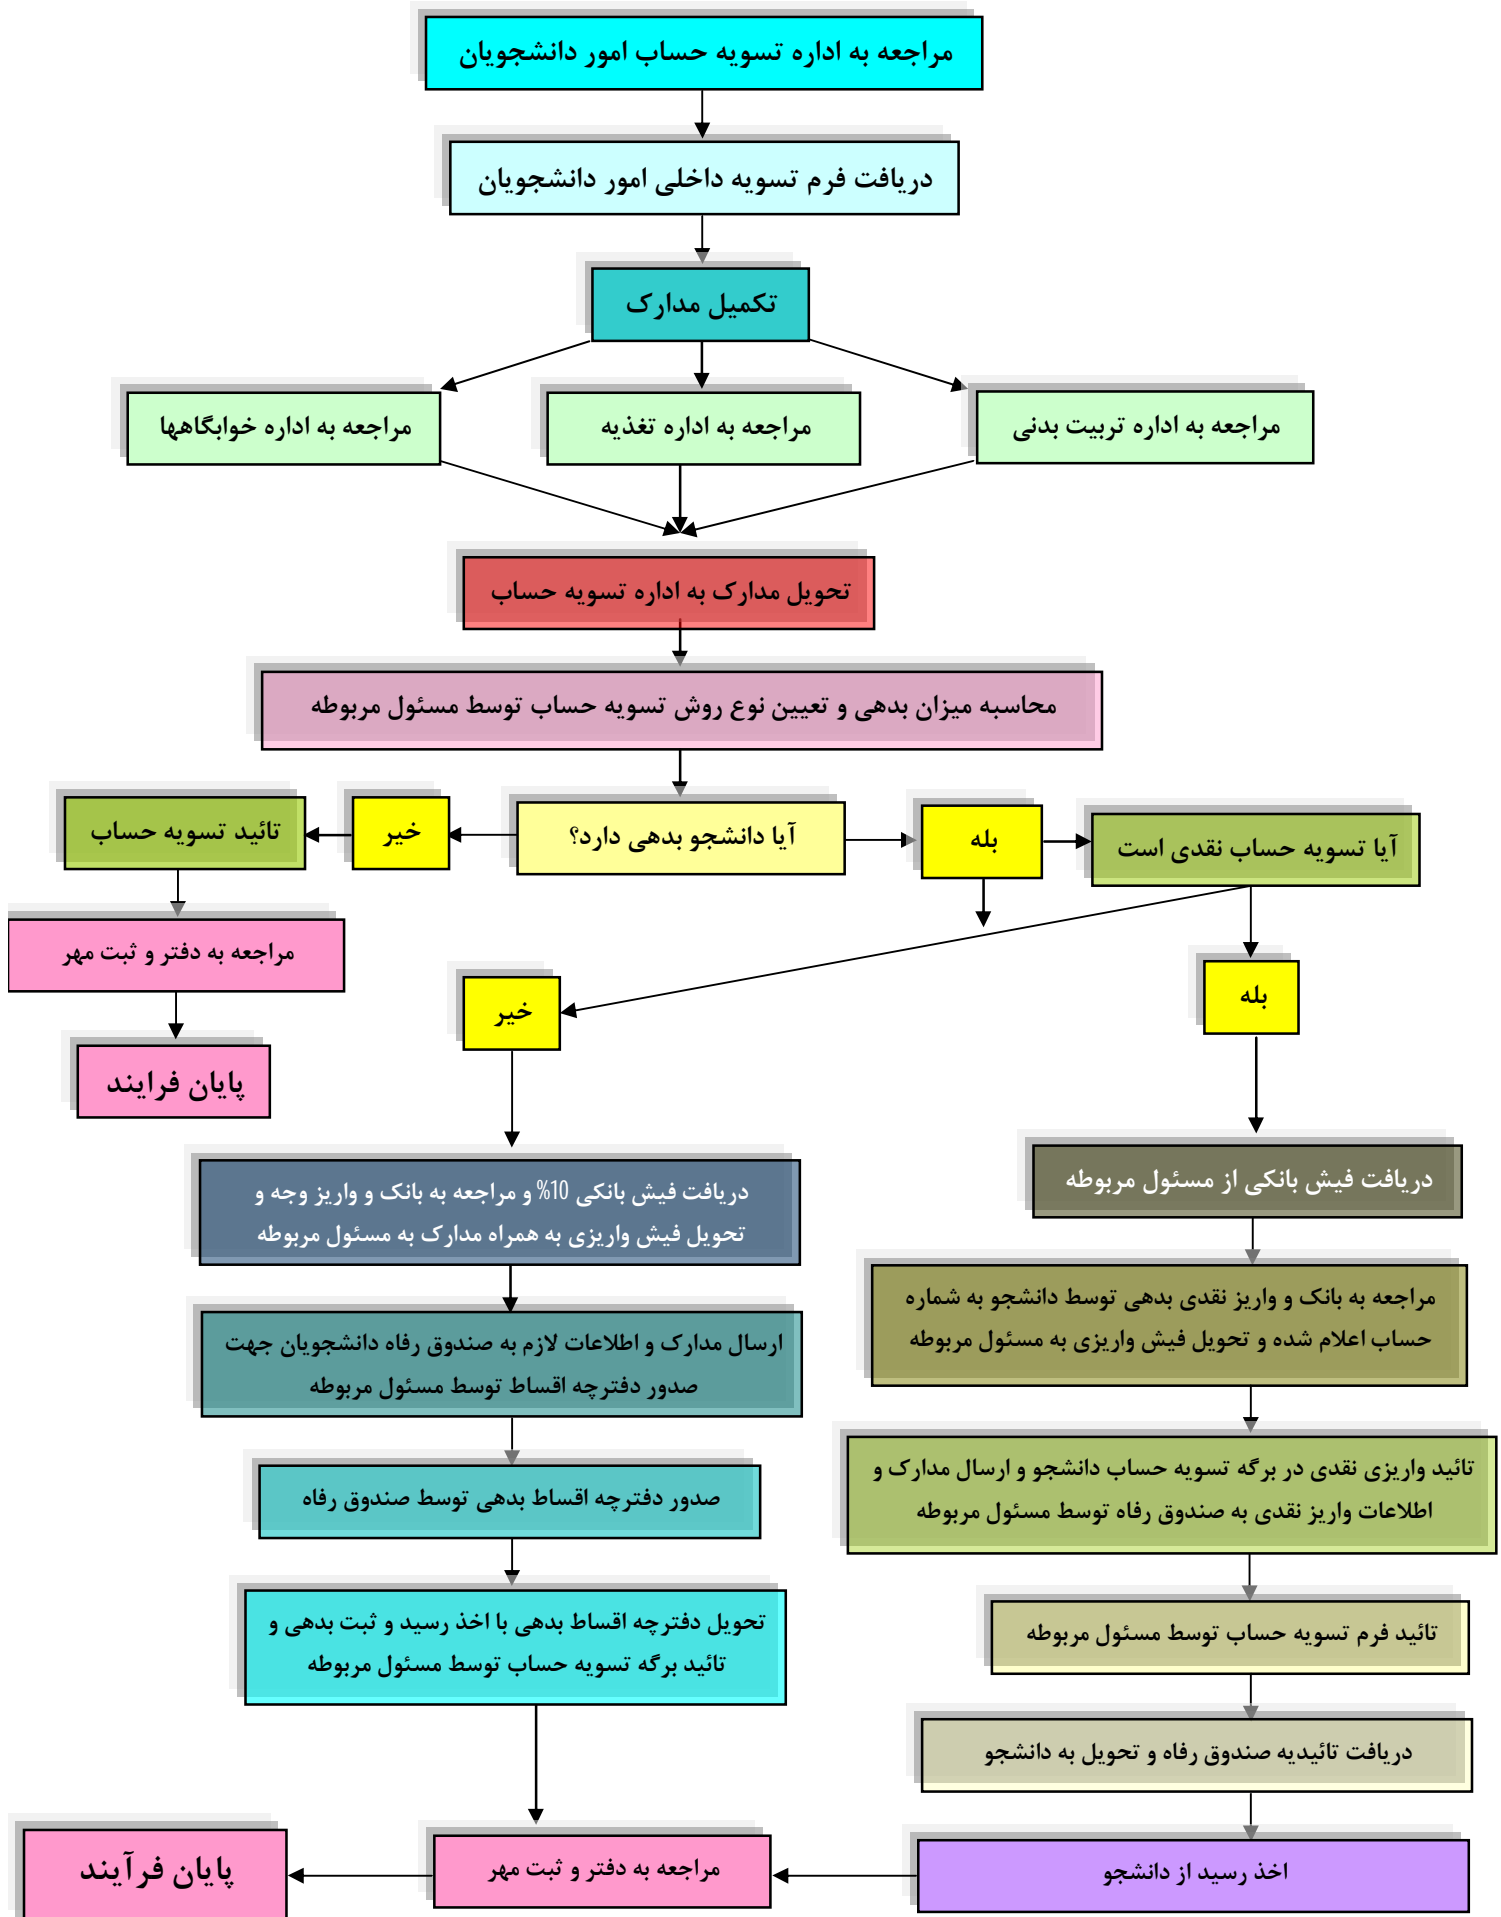 مراجعه به اداره تسویه حساب امور دانشجویان
دریافت فرم تسویه داخلی امور دانشجویان
تکمیل مدارک
مراجعه به اداره تربیت بدنی
مراجعه به اداره تغذیه
مراجعه به اداره خوابگاهها
تحویل مدارک به اداره تسویه حساب
محاسبه میزان بدهی و تعیین نوع روش تسویه حساب توسط مسئول مربوطه
آیا تسویه حساب نقدی است
بله
آیا دانشجو بدهی دارد؟
خیر
تائید تسویه حساب
مراجعه به دفتر و ثبت مهر
پایان فرایند
بله
خیر
دریافت فیش بانکی از مسئول مربوطه
مراجعه به بانک و واریز نقدی بدهی توسط دانشجو به شماره
حساب اعلام شده و تحویل فیش واریزی به مسئول مربوطه
تائید واریزی نقدی در برگه تسویه حساب دانشجو و ارسال مدارک و
اطلاعات واریز نقدی به صندوق رفاه توسط مسئول مربوطه
تائید فرم تسویه حساب توسط مسئول مربوطه
دریافت تائیدیه صندوق رفاه و تحویل به دانشجو
اخذ رسید از دانشجو
دریافت فیش بانکی 10% و مراجعه به بانک و واریز وجه و
تحویل فیش واریزی به همراه مدارک به مسئول مربوطه
ارسال مدارک و اطلاعات لازم به صندوق رفاه دانشجویان جهت
صدور دفترچه اقساط توسط مسئول مربوطه
صدور دفترچه اقساط بدهی توسط صندوق رفاه
تحویل دفترچه اقساط بدهی با اخذ رسید و ثبت بدهی و
تائید برگه تسویه حساب توسط مسئول مربوطه
مراجعه به دفتر و ثبت مهر
پایان فرآیند